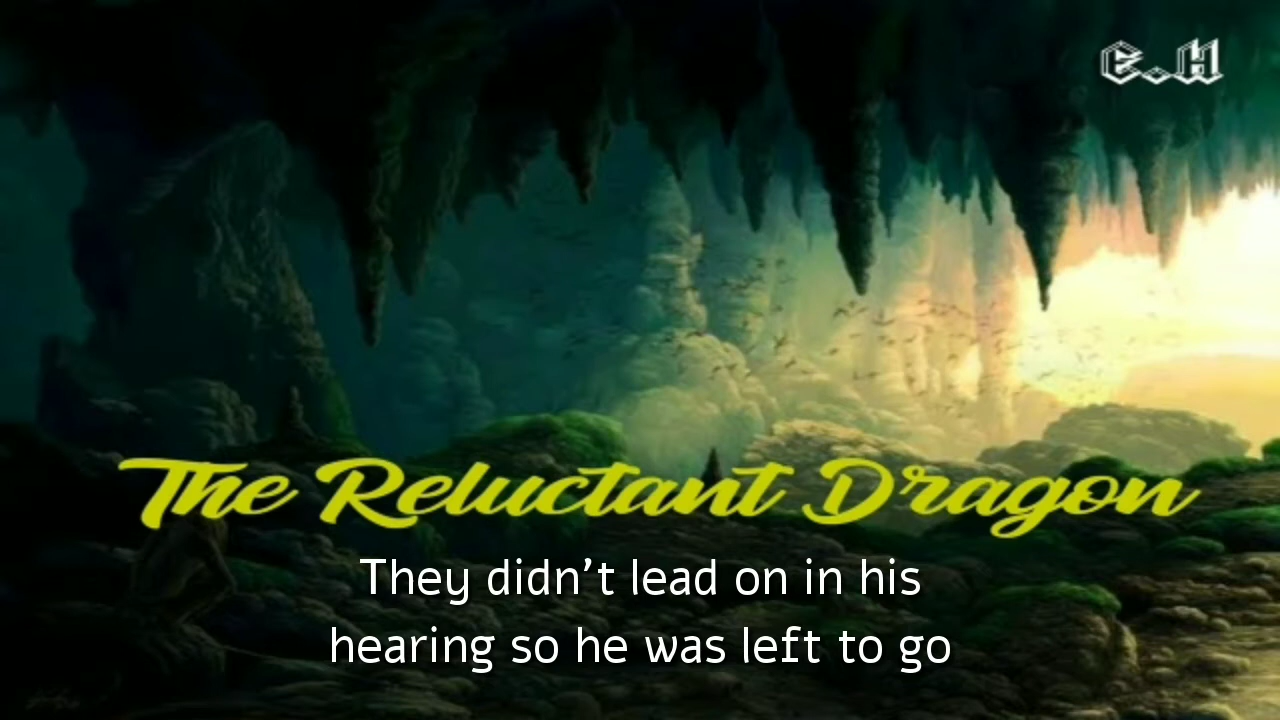 E.H
The Reluctant Dragon
They didn't lead on in his
hearing so he was left to go